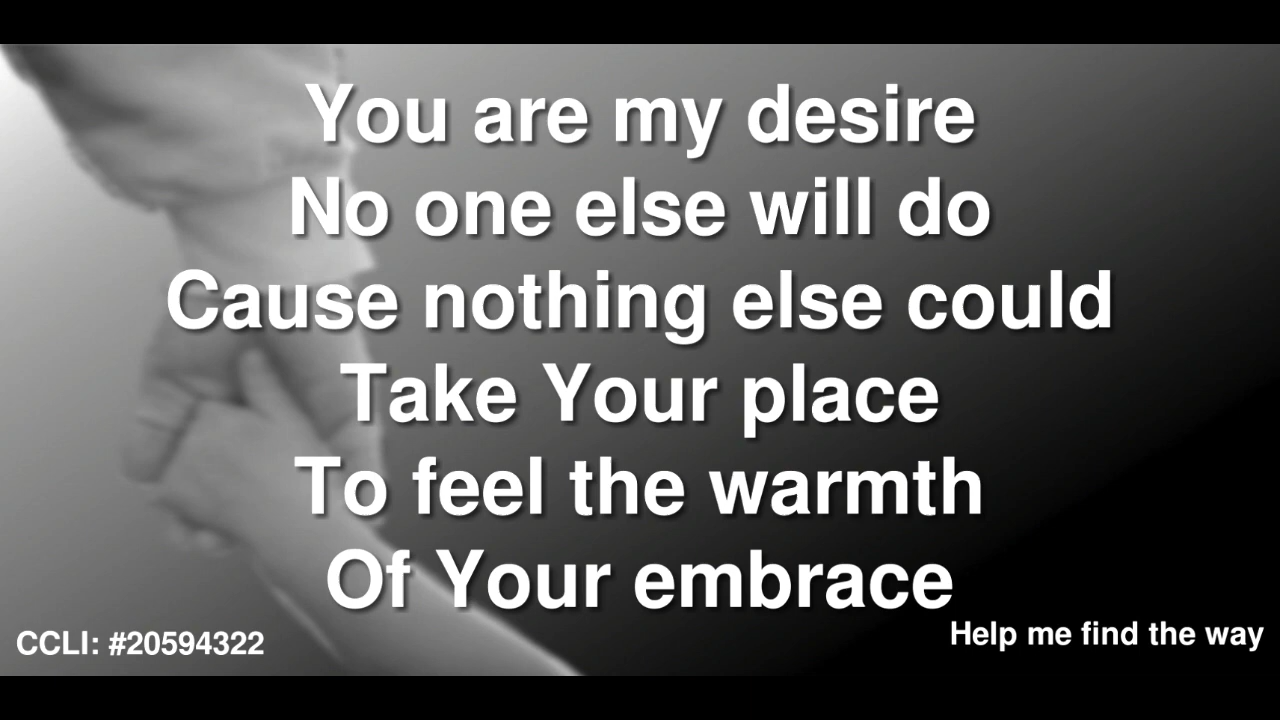 You are my desire
No one else will do
Cause nothing else could
Take Your place
To feel the warmth
Of Your embrace
Help me find the way
CCLI: #20594322